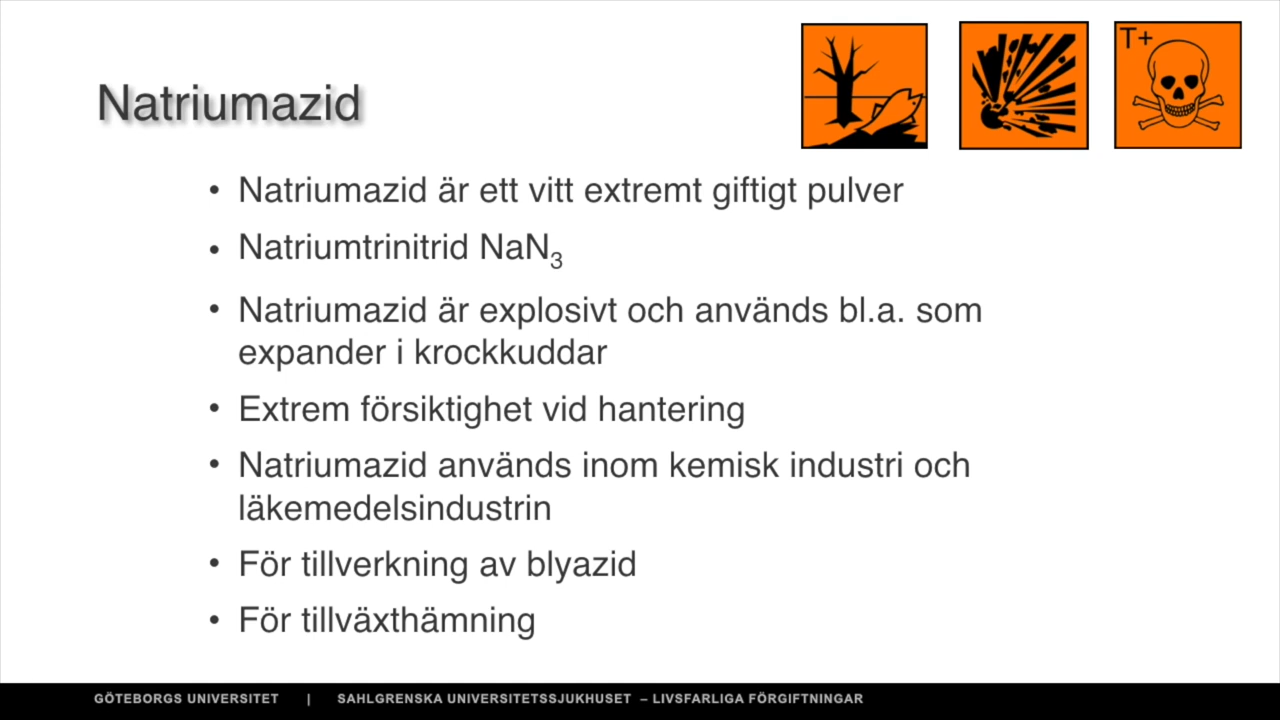 T+
Natriumazid
• Natriumazid är ett vitt extremt giftigt pulver
• Natriumtrinitrid NaN₃
• Natriumazid är explosivt och används bl.a. som
expander i krockkuddar
• Extrem försiktighet vid hantering
• Natriumazid används inom kemisk industri och
läkemedelsindustrin
• För tillverkning av blyazid
• För tillväxthämning
GÖTEBORGS UNIVERSITET | SAHLGRENSKA UNIVERSITETSSJUKHUSET – LIVSFARLIGA FÖRGIFTNINGAR